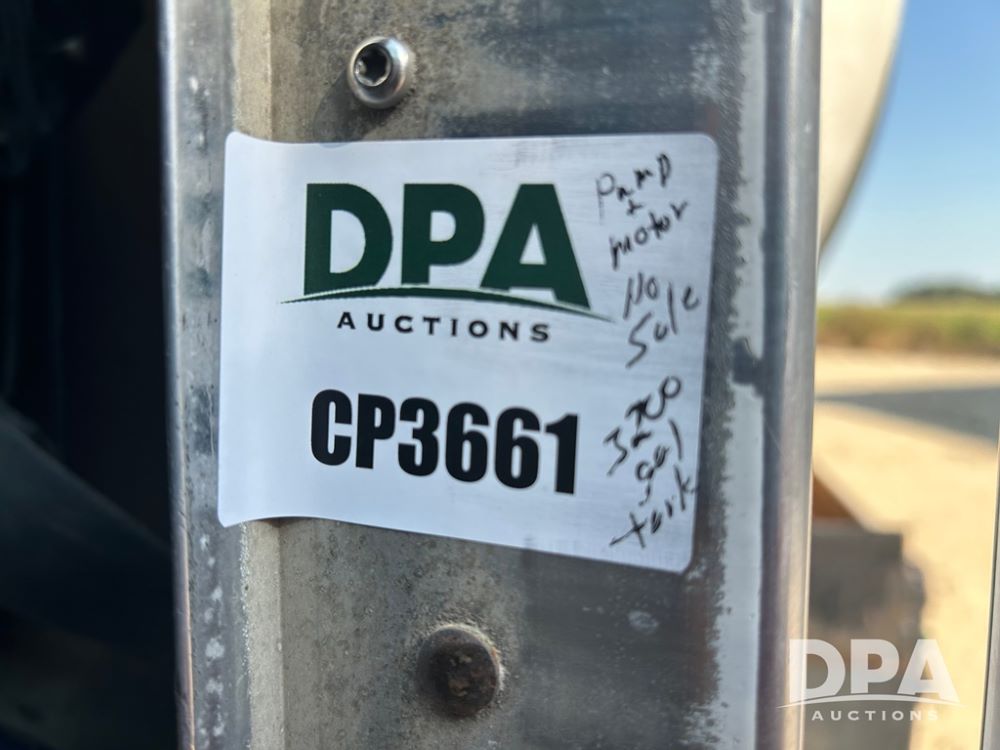 DPA
AUCTIONS
CP3661
Pump
&
motor
No
Sale
3200
gal
tank
DPA
AUCTIONS